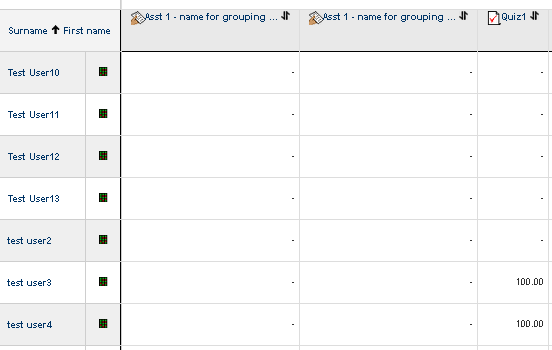 Surname First name Asst 1 - name for grouping ... Asst 1 - name for grouping ... Quiz1
Test User10 - - -
Test User11 - - -
Test User12 - - -
Test User13 - - -
test user2 - - -
test user3 - - 100.00
test user4 - - 100.00